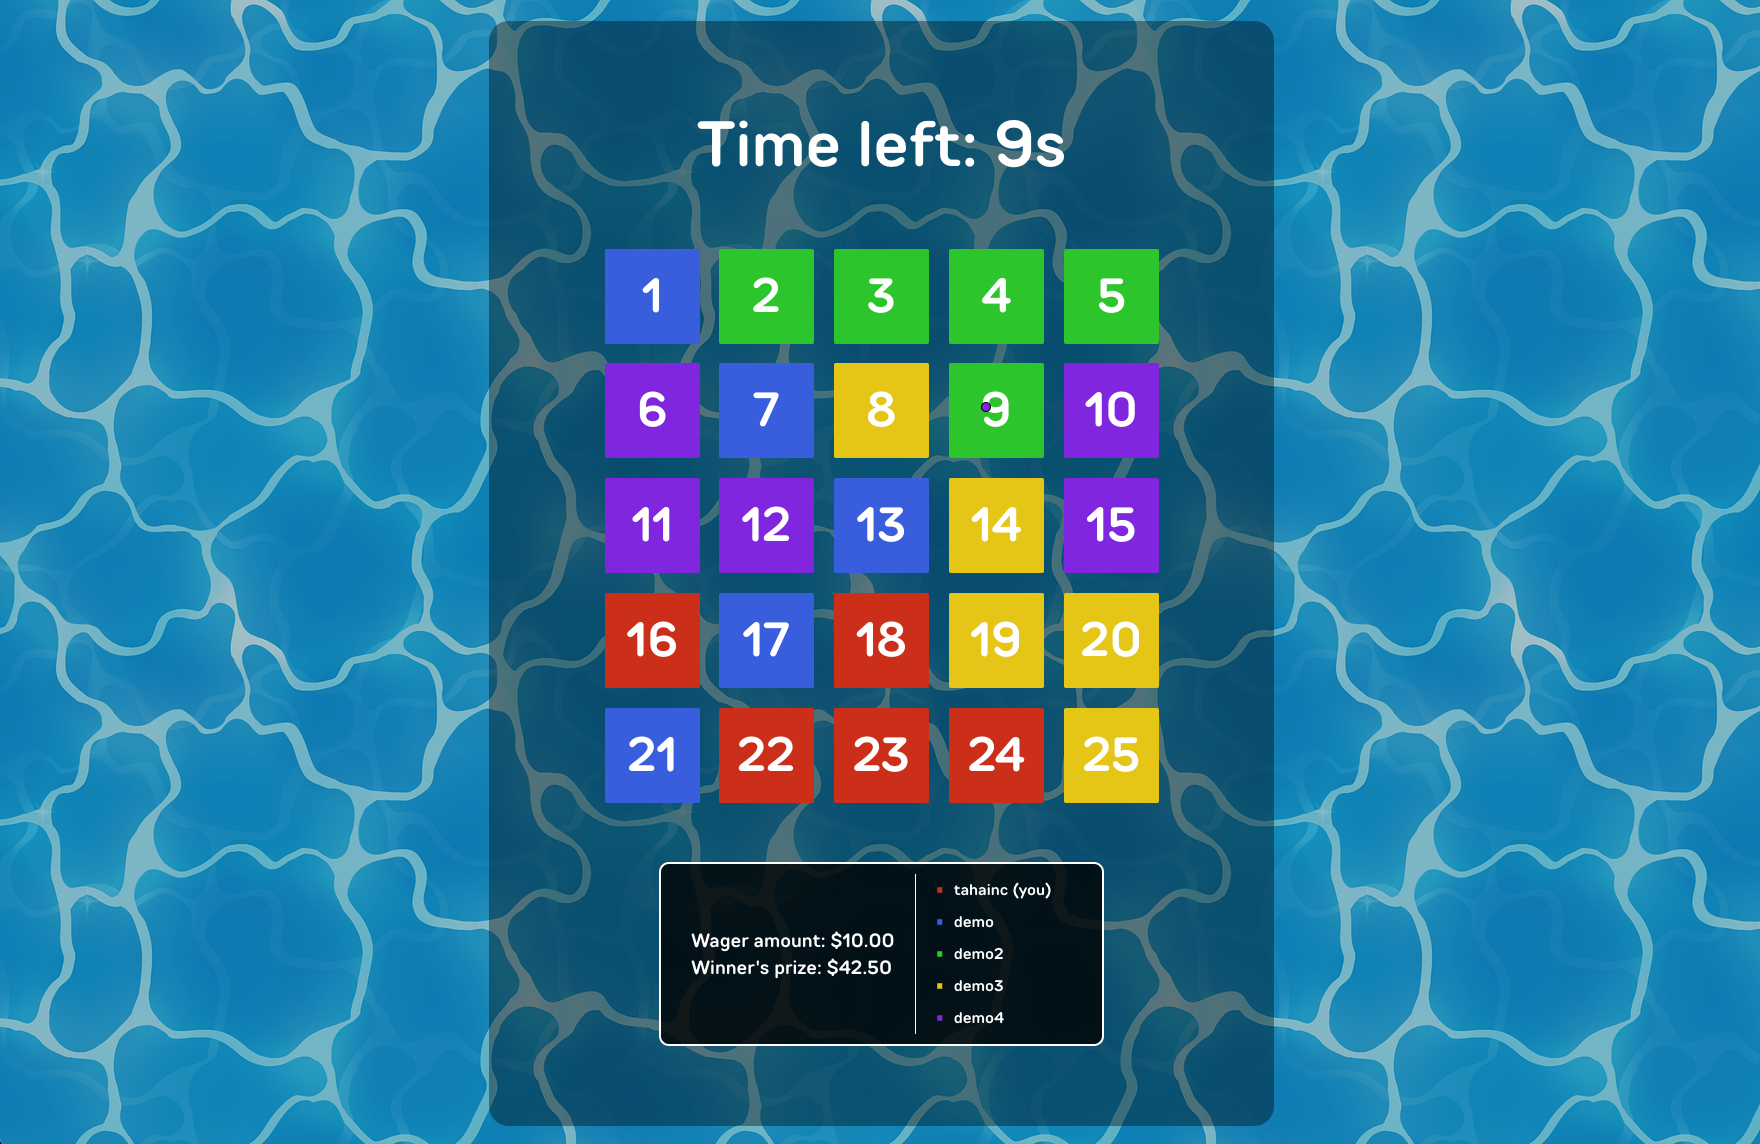 Time left: 9s
1 2 3 4 5
6 7 8 9 10
11 12 13 14 15
16 17 18 19 20
21 22 23 24 25
Wager amount: $10.00
Winner's prize: $42.50
tahainc (you)
demo
demo2
demo3
demo4